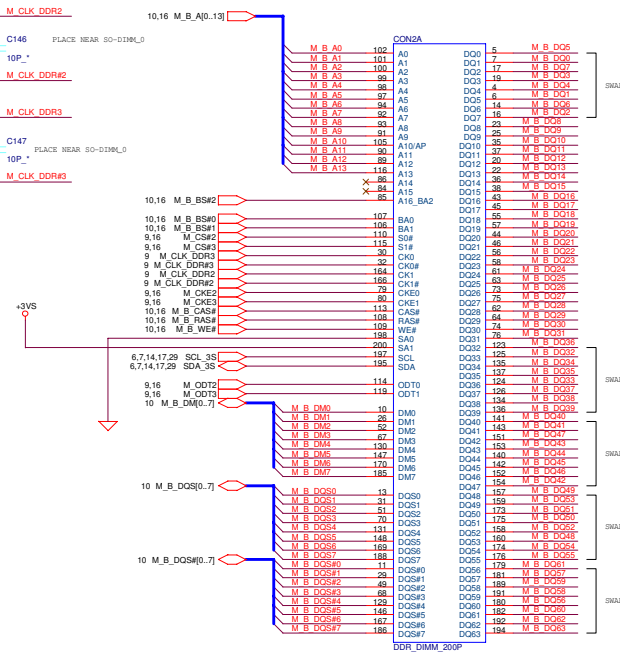 M_CLK_DDR2
C146
PLACE NEAR SO-DIMM_0
10P_*
M_CLK_DDR#2
M_CLK_DDR3
C147
PLACE NEAR SO-DIMM_0
10P_*
M_CLK_DDR#3
+3VS
10,16 M_B_A[0..13]
CON2A
M_B_A0 102 A0
M_B_A1 101 A1
M_B_A2 100 A2
M_B_A3 99 A3
M_B_A4 98 A4
M_B_A5 97 A5
M_B_A6 94 A6
M_B_A7 92 A7
M_B_A8 93 A8
M_B_A9 91 A9
M_B_A10 105 A10/AP
M_B_A11 90 A11
M_B_A12 89 A12
M_B_A13 116 A13
86 A14
84 A15
10,16 M_B_BS#2 85 A16_BA2
10,16 M_B_BS#0 107 BA0
10,16 M_B_BS#1 106 BA1
9,16 M_CS#2 110 S0#
9,16 M_CS#3 115 S1#
9 M_CLK_DDR3 30 CK0
9 M_CLK_DDR#3 32 CK0#
9 M_CLK_DDR2 164 CK1
9 M_CLK_DDR#2 166 CK1#
9,16 M_CKE2 79 CKE0
9,16 M_CKE3 80 CKE1
10,16 M_B_CAS# 113 CAS#
10,16 M_B_RAS# 108 RAS#
10,16 M_B_WE# 109 WE#
198 SA0
200 SA1
6,7,14,17,29 SCL_3S 197 SCL
6,7,14,17,29 SDA_3S 195 SDA
9,16 M_ODT2 114 ODT0
9,16 M_ODT3 119 ODT1
10 M_B_DM[0..7]
M_B_DM0 10 DM0
M_B_DM1 26 DM1
M_B_DM2 52 DM2
M_B_DM3 67 DM3
M_B_DM4 130 DM4
M_B_DM5 147 DM5
M_B_DM6 170 DM6
M_B_DM7 185 DM7
10 M_B_DQS[0..7]
M_B_DQS0 13 DQS0
M_B_DQS1 31 DQS1
M_B_DQS2 51 DQS2
M_B_DQS3 70 DQS3
M_B_DQS4 131 DQS4
M_B_DQS5 148 DQS5
M_B_DQS6 169 DQS6
M_B_DQS7 188 DQS7
10 M_B_DQS#[0..7]
M_B_DQS#0 11 DQS#0
M_B_DQS#1 29 DQS#1
M_B_DQS#2 49 DQS#2
M_B_DQS#3 68 DQS#3
M_B_DQS#4 129 DQS#4
M_B_DQS#5 146 DQS#5
M_B_DQS#6 167 DQS#6
M_B_DQS#7 186 DQS#7
DQ0 5 M_B_DQ5
DQ1 7 M_B_DQ0
DQ2 17 M_B_DQ7
DQ3 19 M_B_DQ3
DQ4 4 M_B_DQ4
DQ5 6 M_B_DQ1
DQ6 14 M_B_DQ6
DQ7 16 M_B_DQ2
DQ8 23 M_B_DQ8
DQ9 25 M_B_DQ9
DQ10 35 M_B_DQ10
DQ11 37 M_B_DQ11
DQ12 20 M_B_DQ12
DQ13 22 M_B_DQ13
DQ14 36 M_B_DQ14
DQ15 38 M_B_DQ15
DQ16 43 M_B_DQ16
DQ17 45 M_B_DQ17
DQ18 55 M_B_DQ18
DQ19 57 M_B_DQ19
DQ20 44 M_B_DQ20
DQ21 46 M_B_DQ21
DQ22 56 M_B_DQ22
DQ23 58 M_B_DQ23
DQ24 61 M_B_DQ24
DQ25 63 M_B_DQ25
DQ26 73 M_B_DQ26
DQ27 75 M_B_DQ27
DQ28 62 M_B_DQ28
DQ29 64 M_B_DQ29
DQ30 74 M_B_DQ30
DQ31 76 M_B_DQ31
DQ32 123 M_B_DQ36
DQ33 125 M_B_DQ32
DQ34 135 M_B_DQ34
DQ35 137 M_B_DQ35
DQ36 124 M_B_DQ33
DQ37 126 M_B_DQ37
DQ38 134 M_B_DQ38
DQ39 136 M_B_DQ39
DQ40 141 M_B_DQ40
DQ41 143 M_B_DQ41
DQ42 151 M_B_DQ47
DQ43 153 M_B_DQ43
DQ44 140 M_B_DQ44
DQ45 142 M_B_DQ45
DQ46 152 M_B_DQ46
DQ47 154 M_B_DQ42
DQ48 157 M_B_DQ49
DQ49 159 M_B_DQ53
DQ50 173 M_B_DQ51
DQ51 175 M_B_DQ50
DQ52 158 M_B_DQ52
DQ53 160 M_B_DQ48
DQ54 174 M_B_DQ54
DQ55 176 M_B_DQ55
DQ56 179 M_B_DQ61
DQ57 181 M_B_DQ57
DQ58 189 M_B_DQ59
DQ59 191 M_B_DQ58
DQ60 180 M_B_DQ56
DQ61 182 M_B_DQ60
DQ62 192 M_B_DQ62
DQ63 194 M_B_DQ63
DDR_DIMM_200P